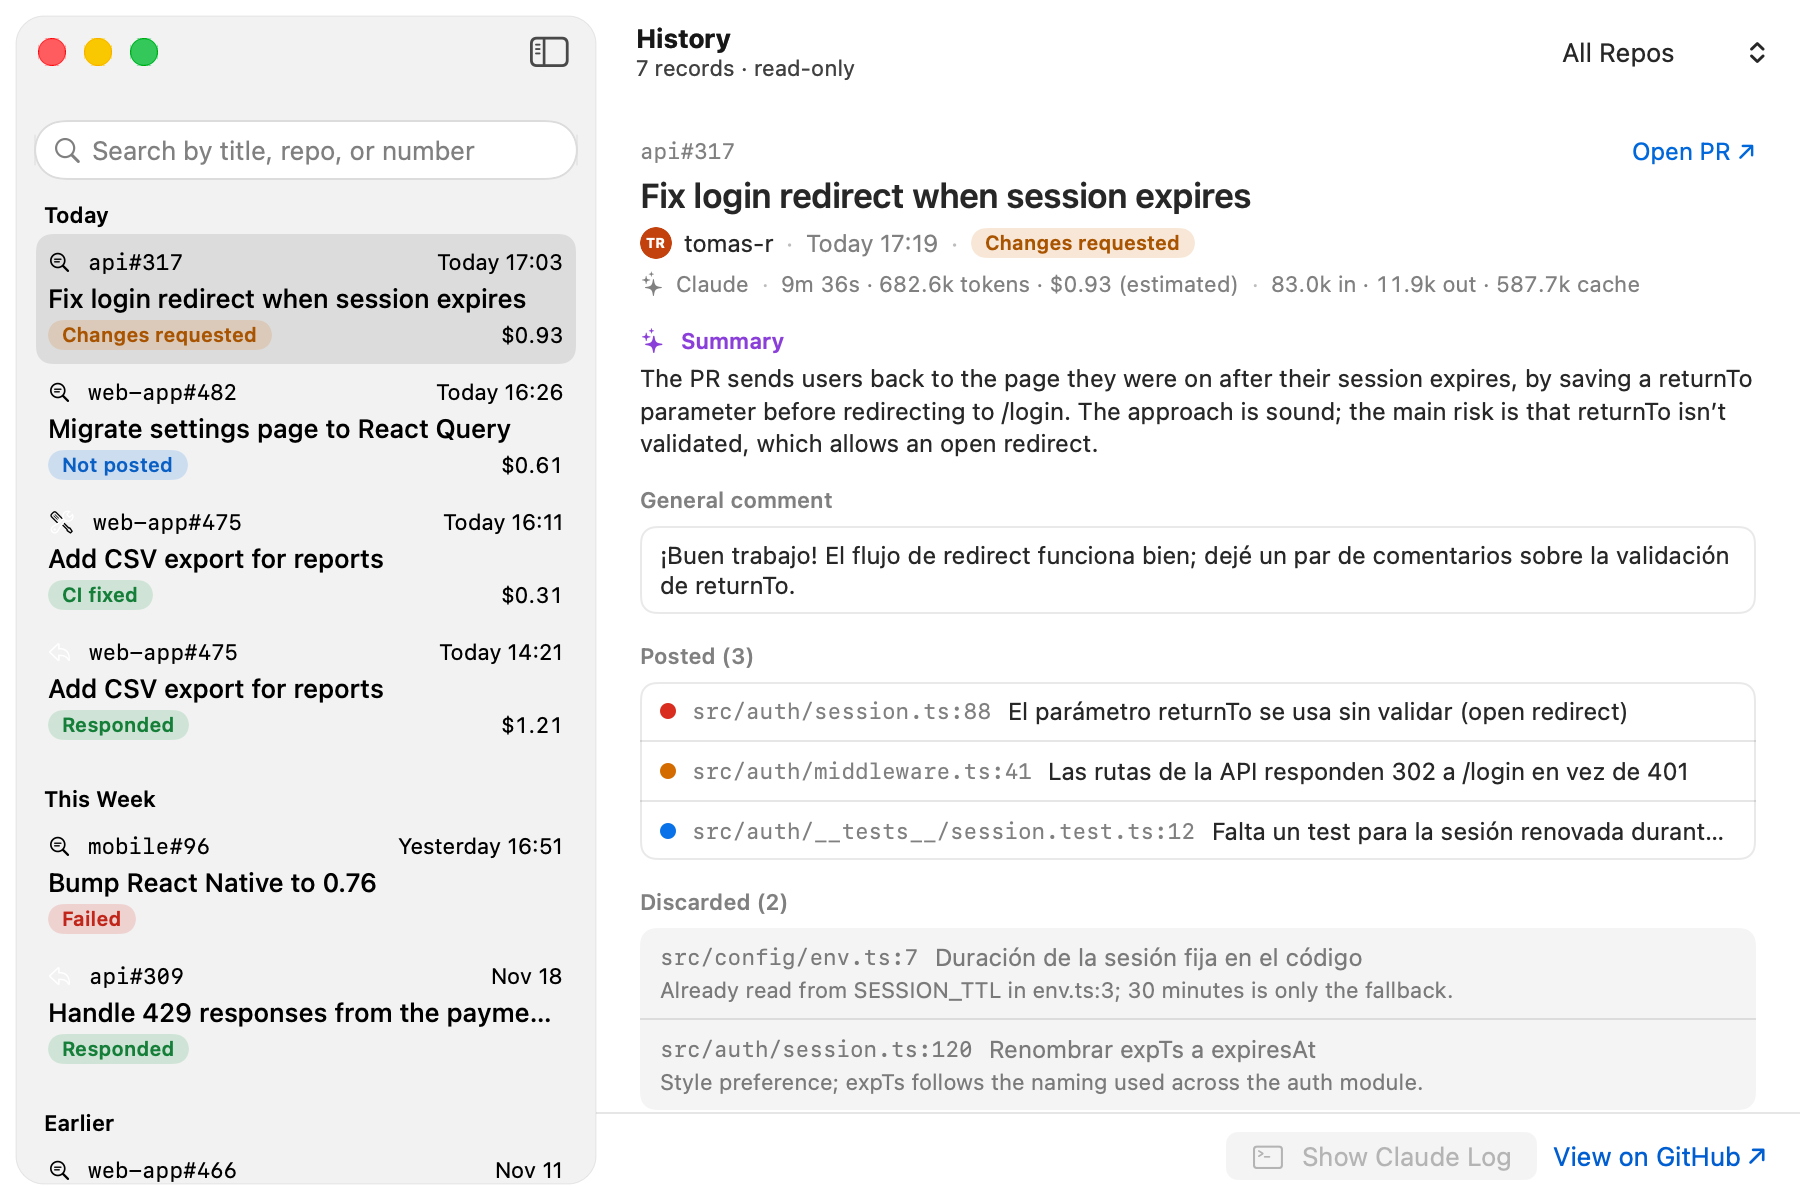 Search by title, repo, or number
Today
api#317 Today 17:03
Fix login redirect when session expires
Changes requested $0.93
web-app#482 Today 16:26
Migrate settings page to React Query
Not posted $0.61
web-app#475 Today 16:11
Add CSV export for reports
CI fixed $0.31
web-app#475 Today 14:21
Add CSV export for reports
Responded $1.21
This Week
mobile#96 Yesterday 16:51
Bump React Native to 0.76
Failed
api#309 Nov 18
Handle 429 responses from the payme...
Responded
Earlier
web-app#466 Nov 11
History
7 records · read-only
All Repos
api#317
Open PR ↗
Fix login redirect when session expires
TR tomas-r · Today 17:19 · Changes requested
Claude · 9m 36s · 682.6k tokens · $0.93 (estimated) · 83.0k in · 11.9k out · 587.7k cache
Summary
The PR sends users back to the page they were on after their session expires, by saving a returnTo
parameter before redirecting to /login. The approach is sound; the main risk is that returnTo isn’t
validated, which allows an open redirect.
General comment
¡Buen trabajo! El flujo de redirect funciona bien; dejé un par de comentarios sobre la validación
de returnTo.
Posted (3)
src/auth/session.ts:88 El parámetro returnTo se usa sin validar (open redirect)
src/auth/middleware.ts:41 Las rutas de la API responden 302 a /login en vez de 401
src/auth/__tests__/session.test.ts:12 Falta un test para la sesión renovada durant...
Discarded (2)
src/config/env.ts:7 Duración de la sesión fija en el código
Already read from SESSION_TTL in env.ts:3; 30 minutes is only the fallback.
src/auth/session.ts:120 Renombrar expTs a expiresAt
Style preference; expTs follows the naming used across the auth module.
Show Claude Log
View on GitHub ↗